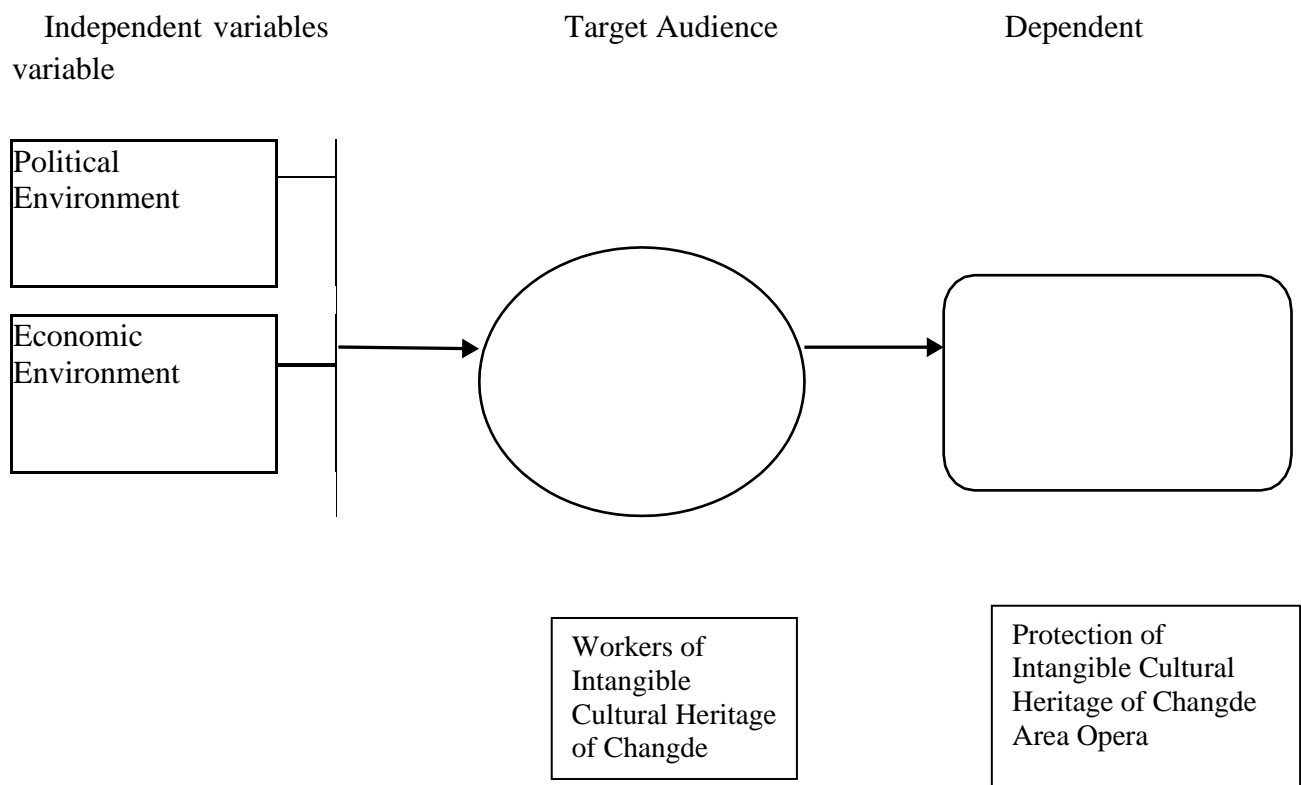 Independent variables Target Audience Dependent
variable
Political
Environment
Economic
Environment
Workers of
Intangible
Cultural Heritage
of Changde
Protection of
Intangible Cultural
Heritage of Changde
Area Opera